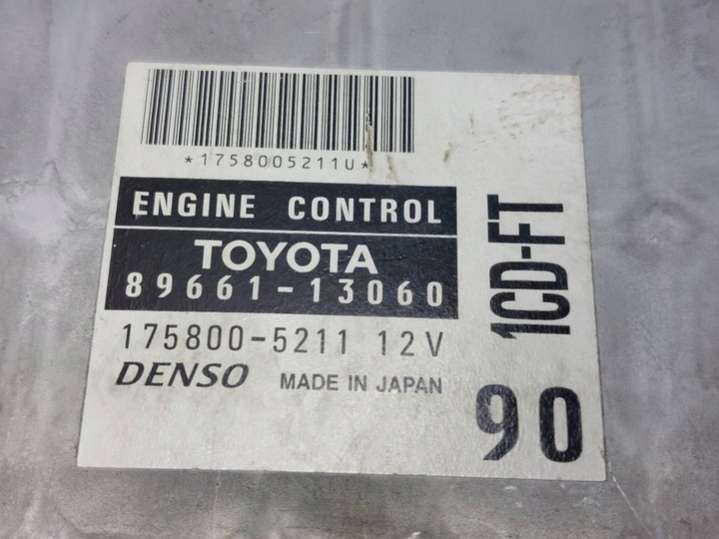 *1758005211U*
ENGINE CONTROL
TOYOTA
89661-13060
175800-5211 12V
DENSO MADE IN JAPAN
1CD-FT
90